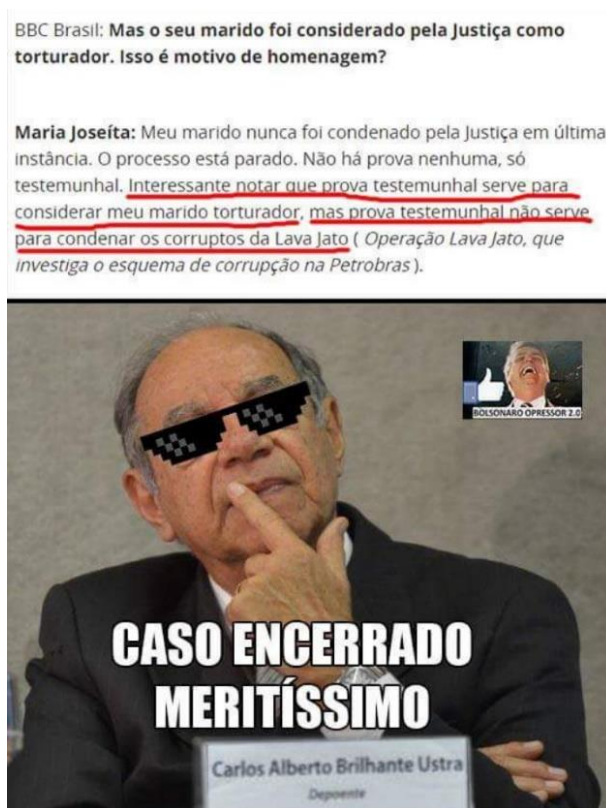 BBC Brasil: Mas o seu marido foi considerado pela Justiça como
torturador. Isso é motivo de homenagem?
Maria Joseíta: Meu marido nunca foi condenado pela Justiça em última
instância. O processo está parado. Não há prova nenhuma, só
testemunhal. Interessante notar que prova testemunhal serve para
considerar meu marido torturador, mas prova testemunhal não serve
para condenar os corruptos da Lava Jato ( Operação Lava Jato, que
investiga o esquema de corrupção na Petrobras ).
BOLSONARO OPRESSOR 2.0
CASO ENCERRADO
MERITÍSSIMO
Carlos Alberto Brilhante Ustra
Depoente